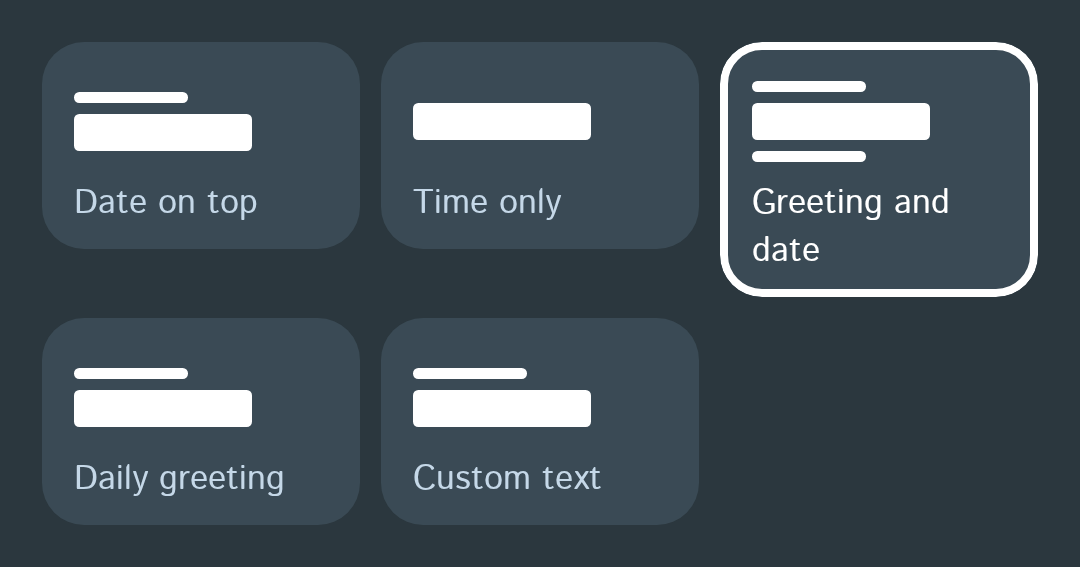 Date on top
Time only
Greeting and
date
Daily greeting
Custom text